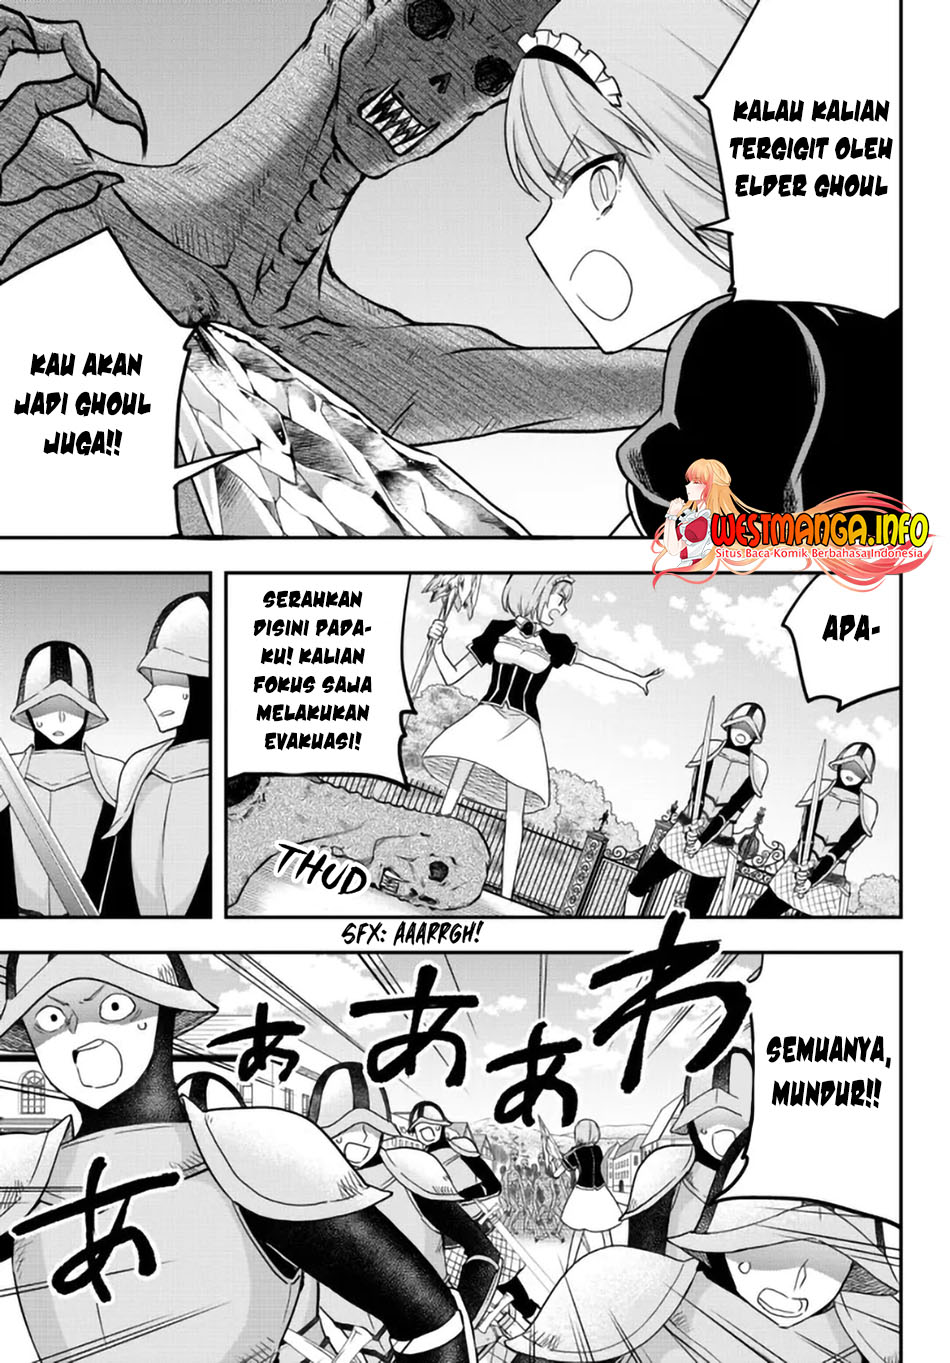 KALAU KALIAN
TERGIGIT OLEH
ELDER GHOUL
KAU AKAN
JADI GHOUL
JUGA!!
WESTMANGA.INFO
Situs Baca Komik Berbahasa Indonesia
APA-
SERAHKAN
DISINI PADA-
KU! KALIAN
FOKUS SAJA
MELAKUKAN
EVAKUASI!
THUD
SFX: AAARRGH!
わああああ
SEMUANYA,
MUNDUR!!